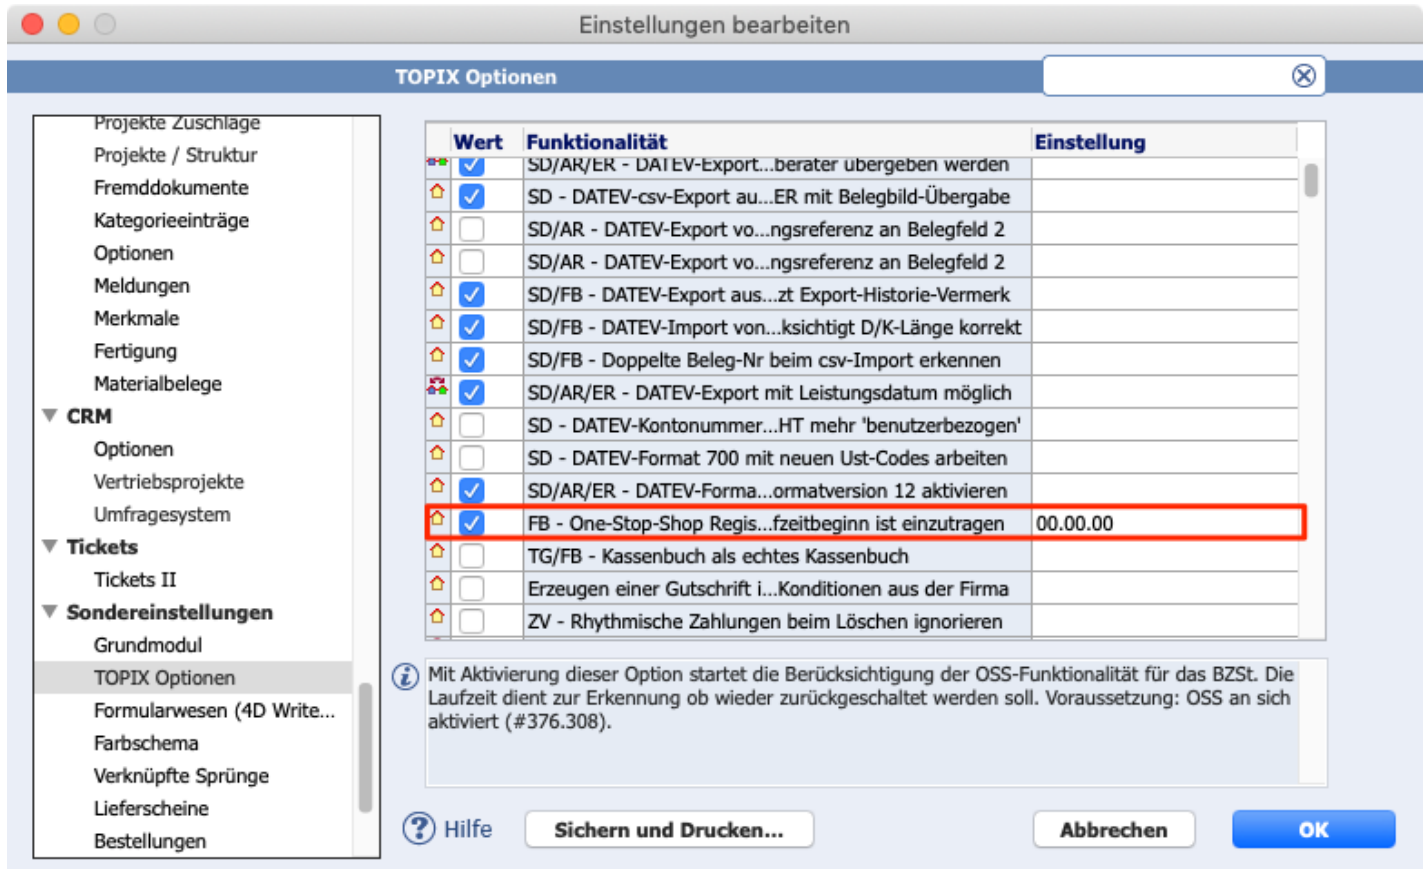 Einstellungen bearbeiten
TOPIX Optionen
Projekte Zuschläge
Projekte / Struktur
Fremddokumente
Kategorieeinträge
Optionen
Meldungen
Merkmale
Fertigung
Materialbelege
CRM
Optionen
Vertriebsprojekte
Umfragesystem
Tickets
Tickets II
Sondereinstellungen
Grundmodul
TOPIX Optionen
Formularwesen (4D Write...
Farbschema
Verknüpfte Sprünge
Lieferscheine
Bestellungen
Wert Funktionalität Einstellung
SD/AR/ER - DATEV-Export...berater übergeben werden
SD - DATEV-csv-Export au...ER mit Belegbild-Übergabe
SD/AR - DATEV-Export vo...ngsreferenz an Belegfeld 2
SD/AR - DATEV-Export vo...ngsreferenz an Belegfeld 2
SD/FB - DATEV-Export aus...zt Export-Historie-Vermerk
SD/FB - DATEV-Import von...ksichtigt D/K-Länge korrekt
SD/FB - Doppelte Beleg-Nr beim csv-Import erkennen
SD/AR/ER - DATEV-Export mit Leistungsdatum möglich
SD - DATEV-Kontonummer...HT mehr 'benutzerbezogen'
SD - DATEV-Format 700 mit neuen Ust-Codes arbeiten
SD/AR/ER - DATEV-Forma...ormatversion 12 aktivieren
FB - One-Stop-Shop Regis...fzeitbeginn ist einzutragen 00.00.00
TG/FB - Kassenbuch als echtes Kassenbuch
Erzeugen einer Gutschrift i...Konditionen aus der Firma
ZV - Rhythmische Zahlungen beim Löschen ignorieren
Mit Aktivierung dieser Option startet die Berücksichtigung der OSS-Funktionalität für das BZSt. Die
Laufzeit dient zur Erkennung ob wieder zurückgeschaltet werden soll. Voraussetzung: OSS an sich
aktiviert (#376.308).
? Hilfe
Sichern und Drucken...
Abbrechen
OK